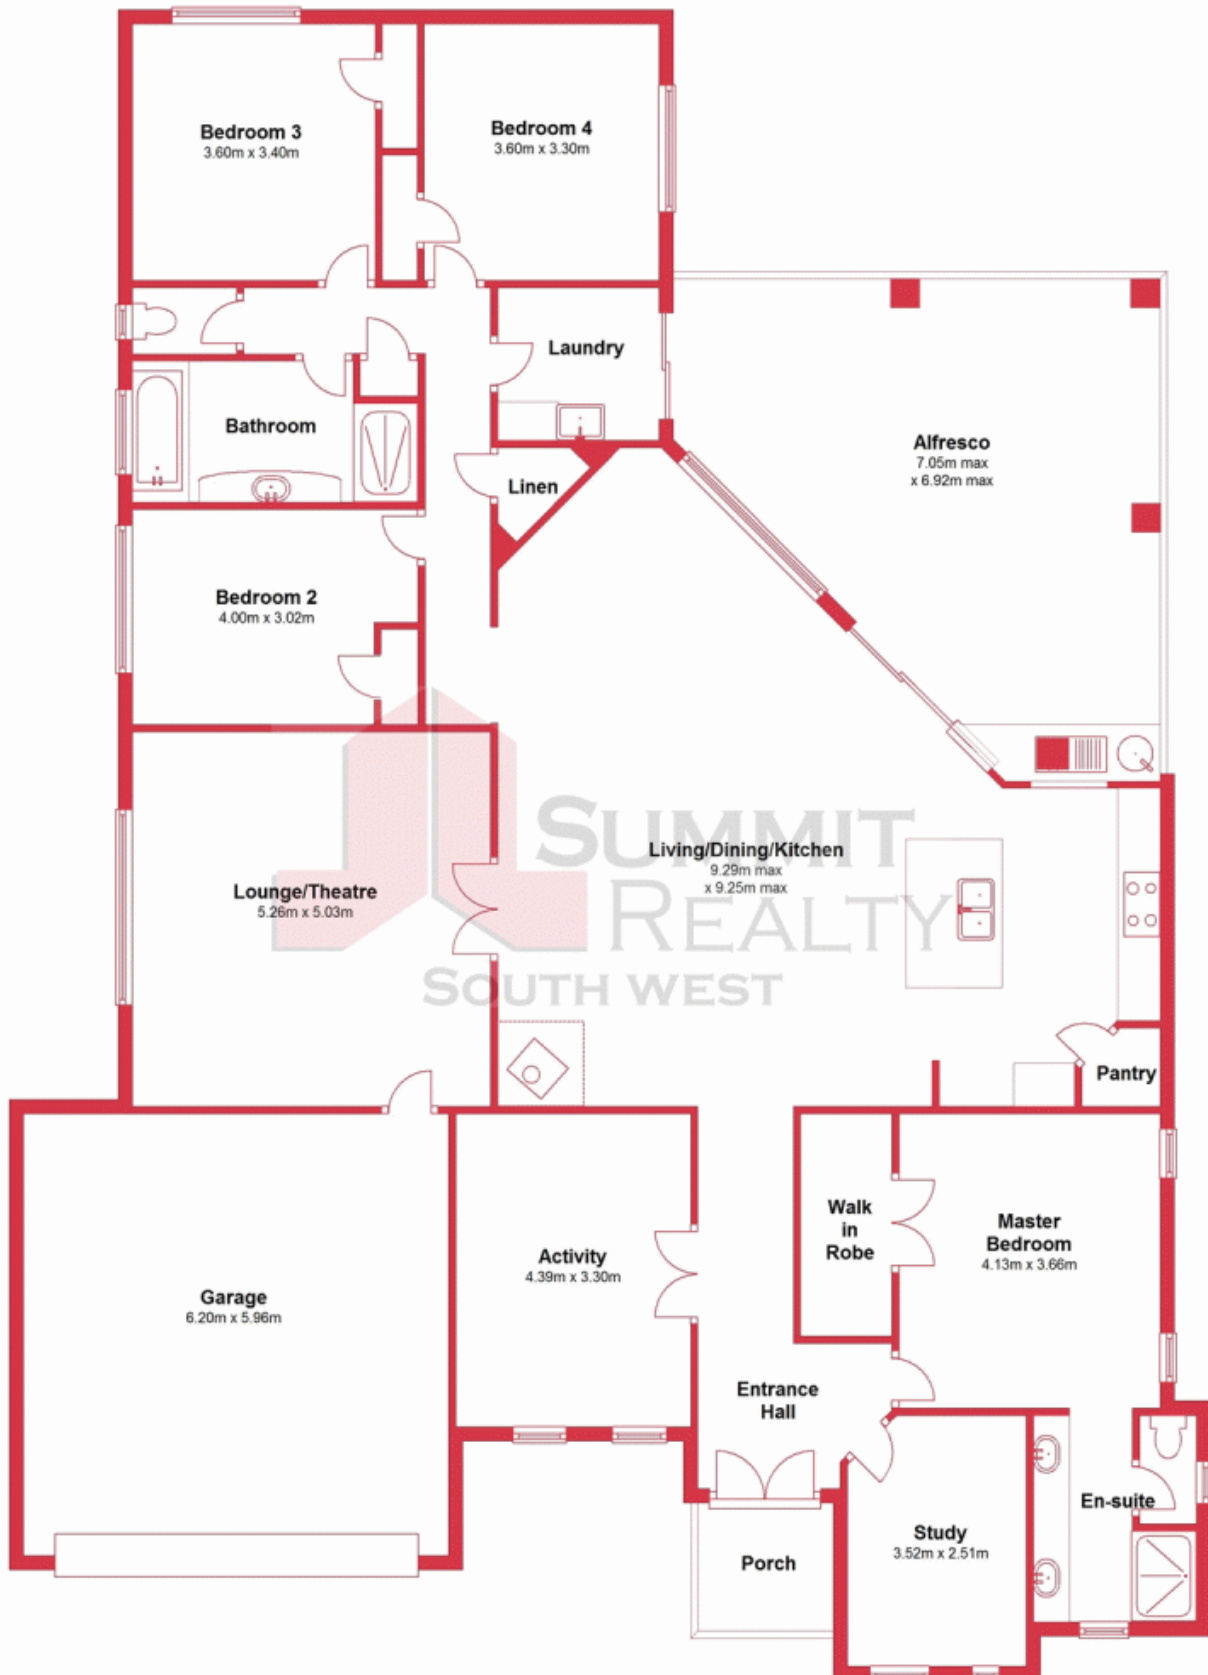 Bedroom 3
3.60m x 3.40m
Bedroom 4
3.60m x 3.30m
Laundry
Bathroom
Alfresco
7.05m max
x 6.92m max
Linen
Bedroom 2
4.00m x 3.02m
SUMMIT
REALTY
SOUTH WEST
Living/Dining/Kitchen
9.29m max
x 9.25m max
Lounge/Theatre
5.26m x 5.03m
Pantry
Walk
in
Robe
Master
Bedroom
4.13m x 3.66m
Activity
4.39m x 3.30m
Garage
6.20m x 5.96m
Entrance
Hall
En-suite
Study
3.52m x 2.51m
Porch